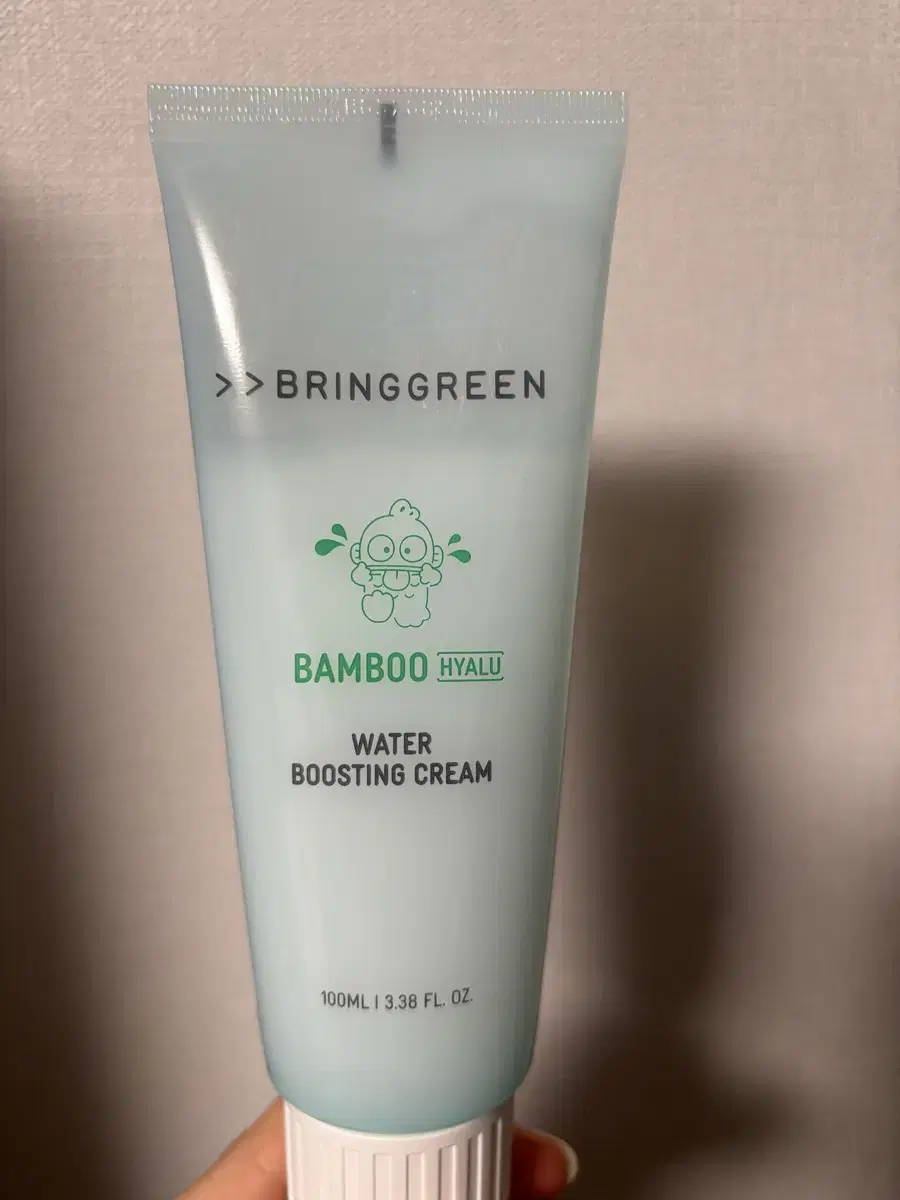 >>BRINGGREEN
BAMBOO HYALU
WATER
BOOSTING CREAM
100ML | 3.38 FL. OZ.